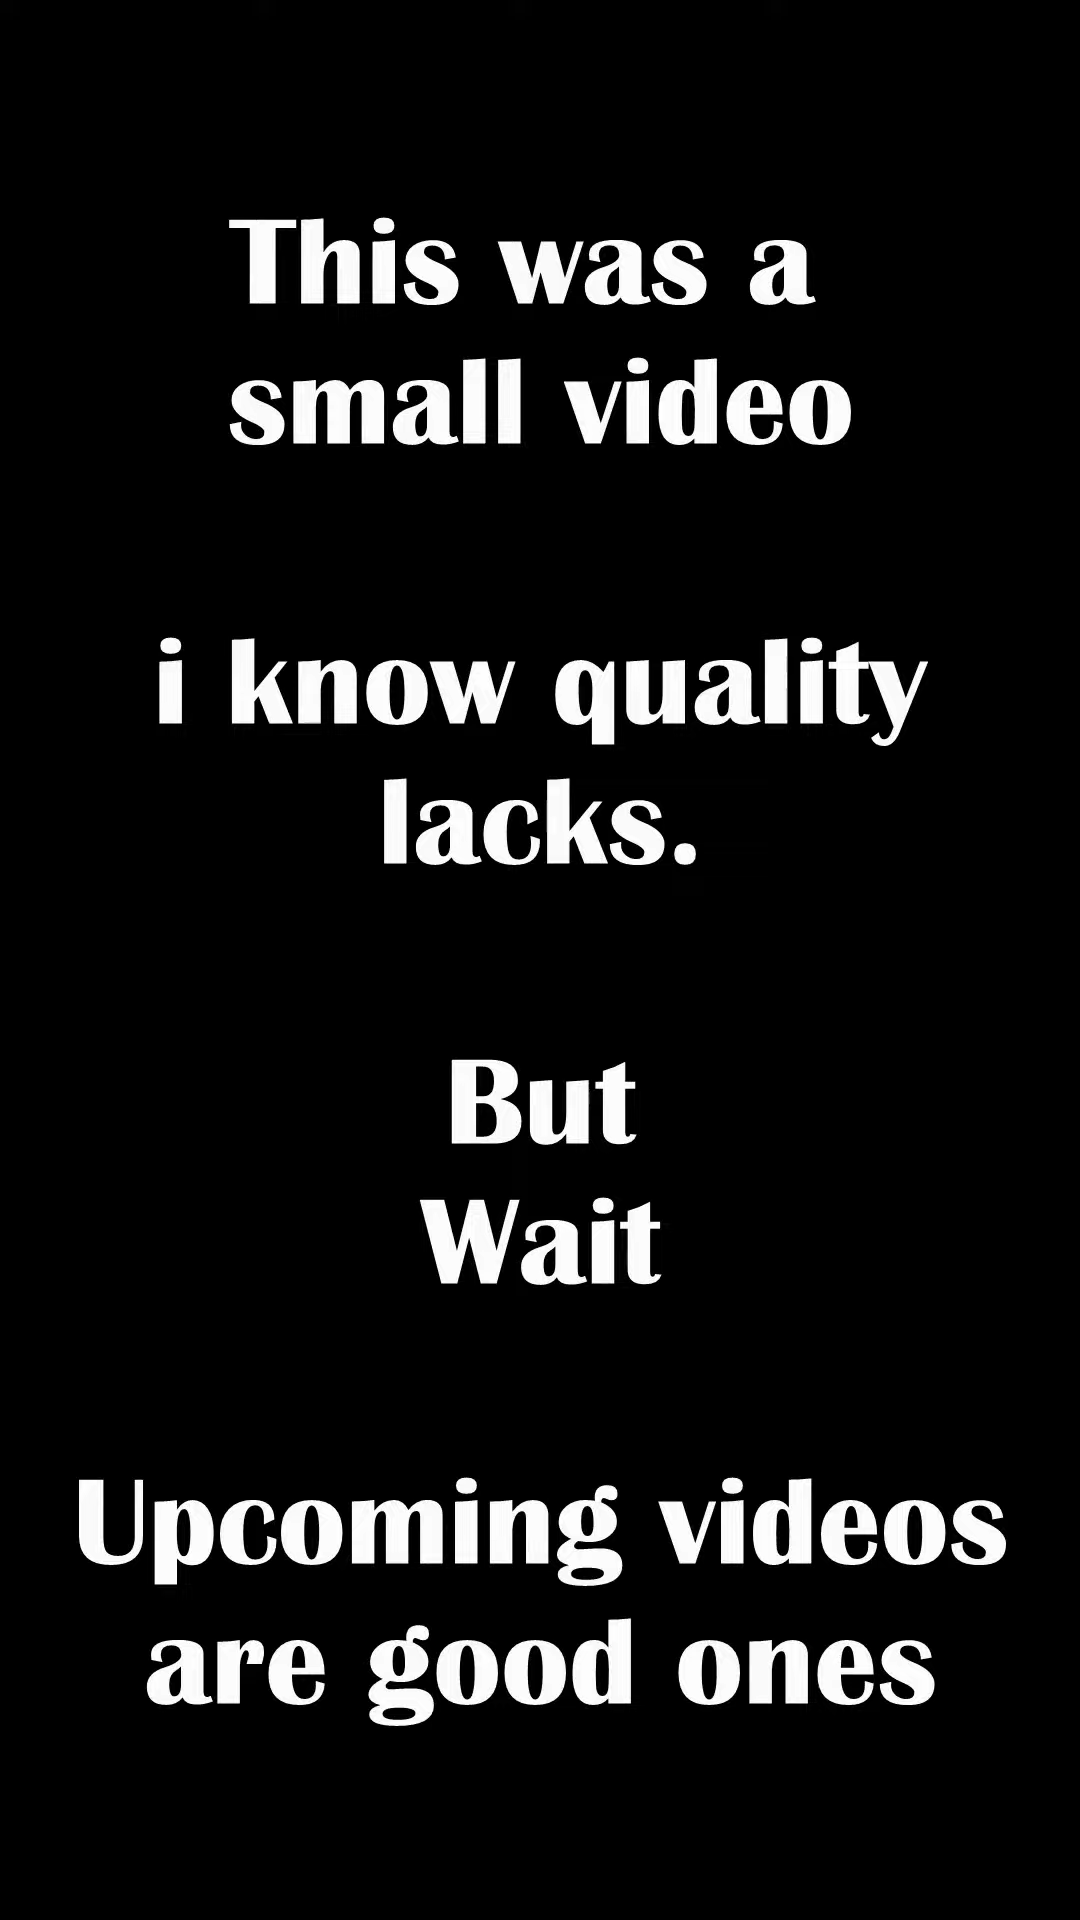 This was a
small video
i know quality
lacks.
But
Wait
Upcoming videos
are good ones